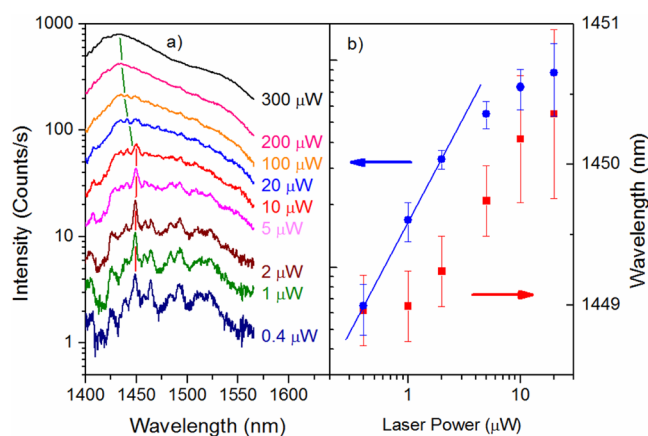 a)
b)
1000
100
10
1
Intensity (Counts/s)
300 μW
200 μW
100 μW
20 μW
10 μW
5 μW
2 μW
1 μW
0.4 μW
1400 1450 1500 1550 1600
Wavelength (nm)
1 10
Laser Power (μW)
1451
1450
1449
Wavelength (nm)